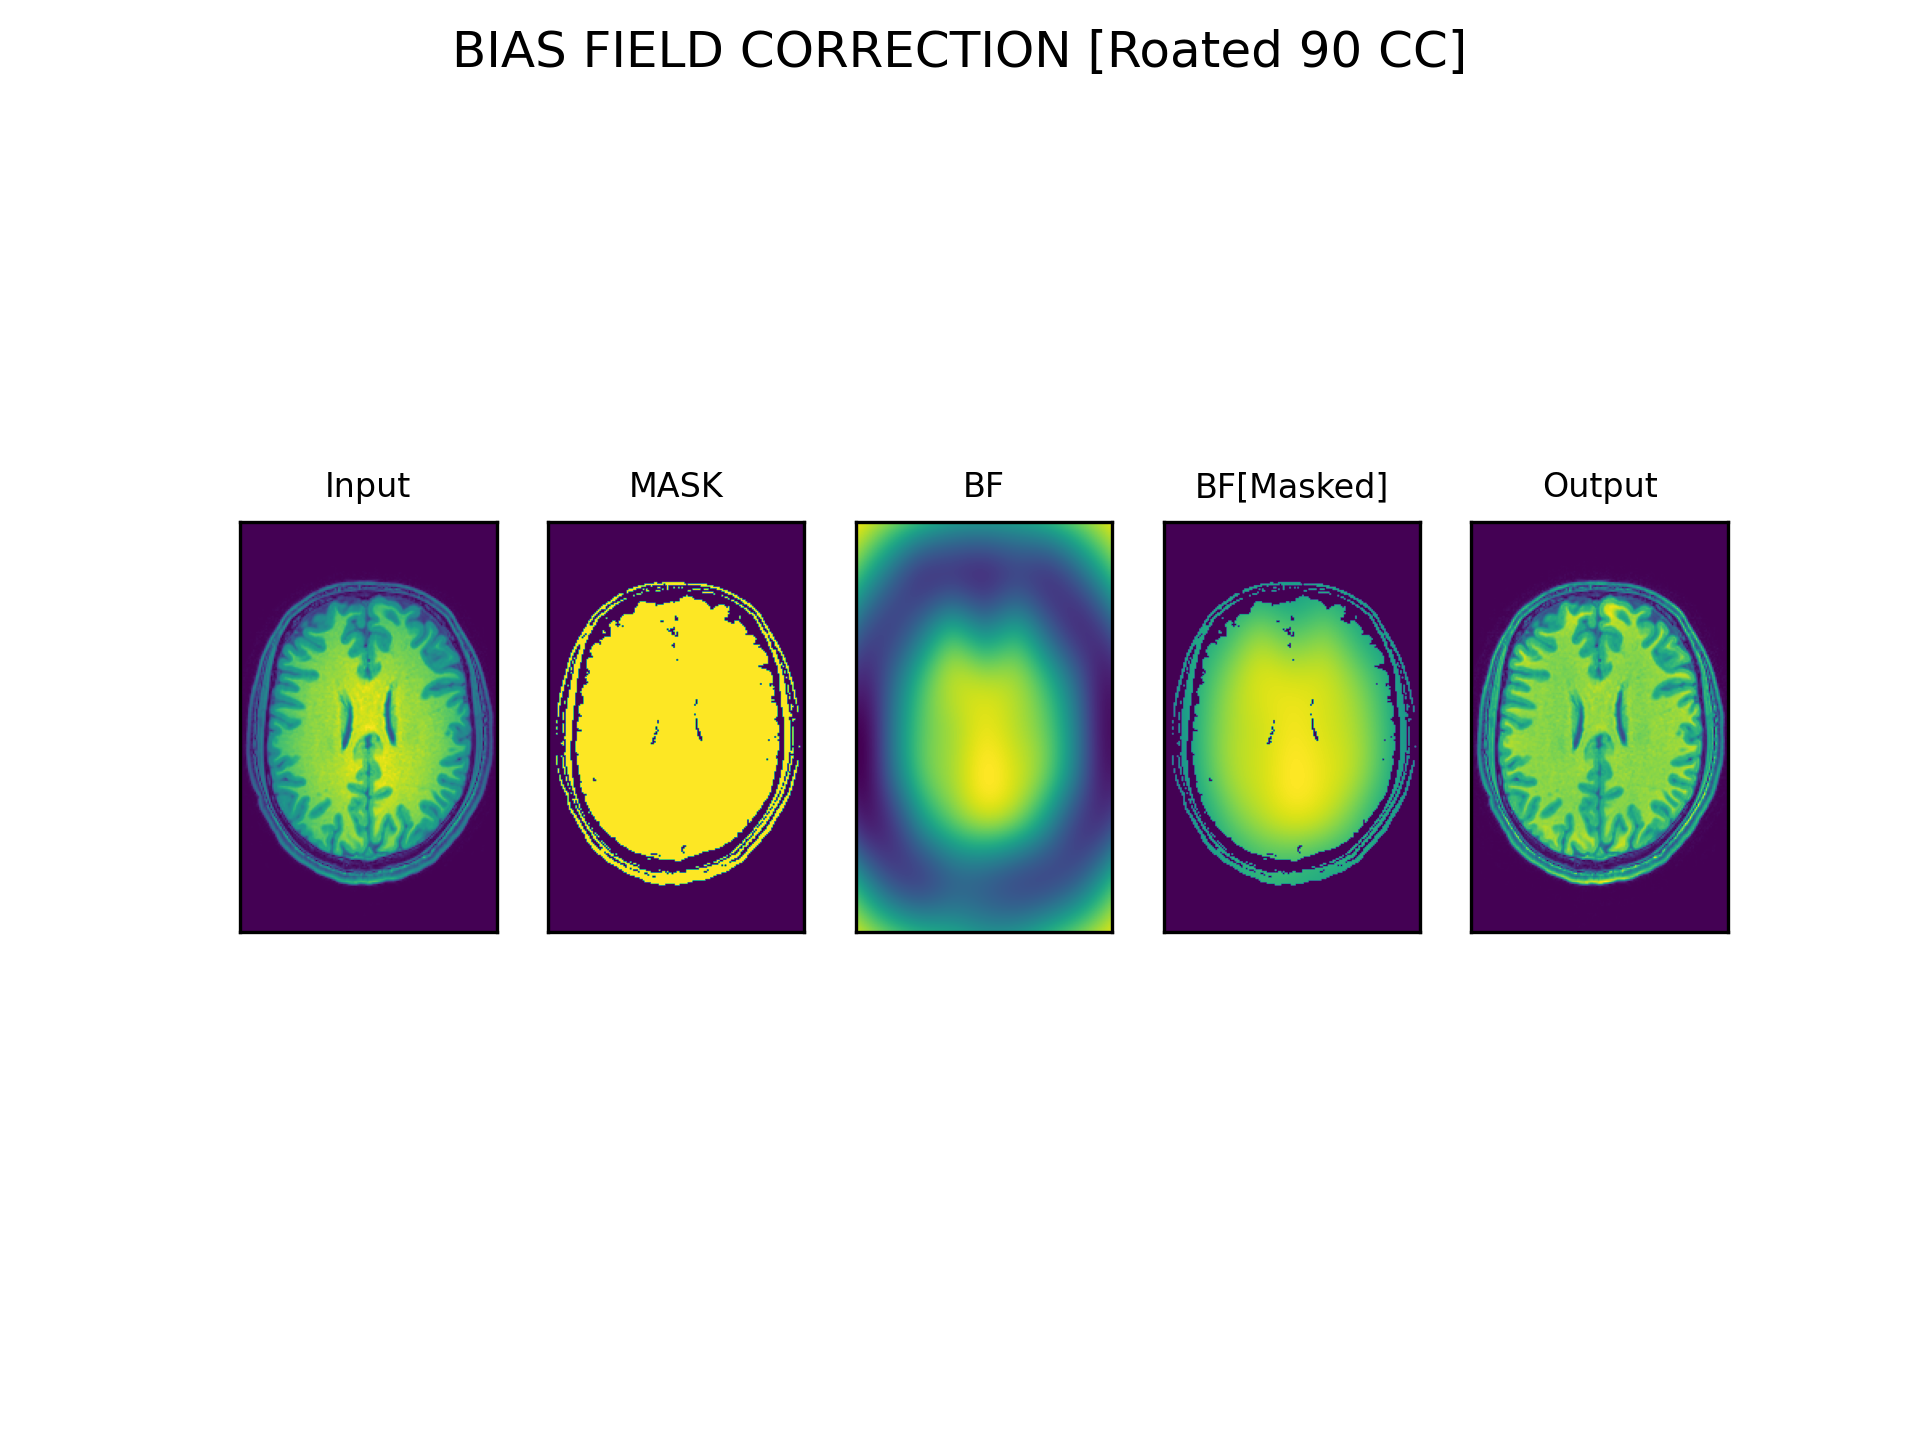 BIAS FIELD CORRECTION [Roated 90 CC]
Input
MASK
BF
BF[Masked]
Output